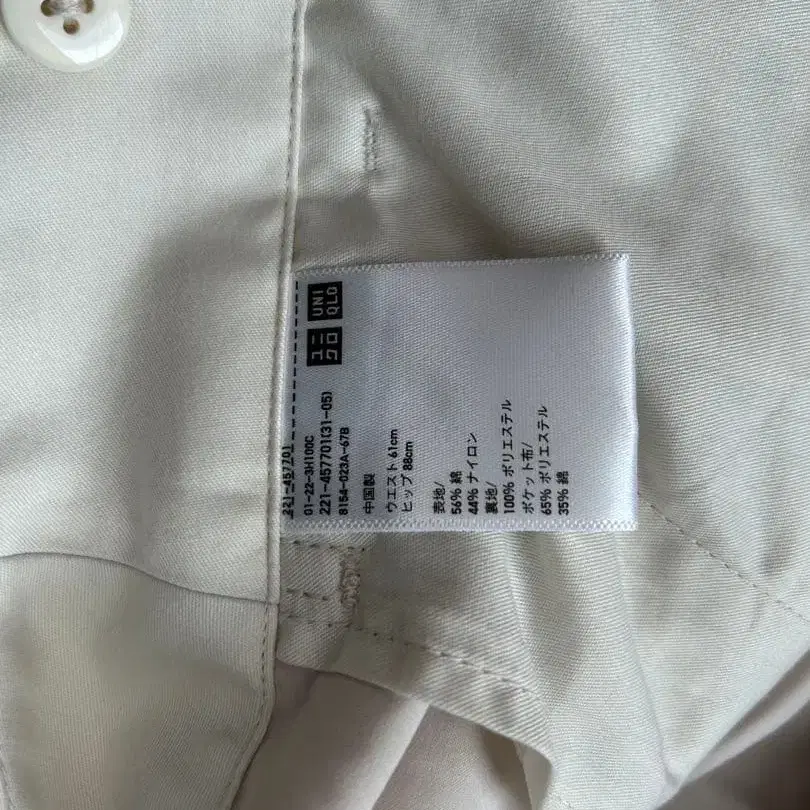 ユニクロ
UNIQLO
221-457701
01-22-3H100C
221-457701(31-05)
8154-023A-67B
中国製
ウエスト 61cm
ヒップ 88cm
表地/
56% 綿
44% ナイロン
裏地/
100% ポリエステル
ポケット布/
65% ポリエステル
35% 綿